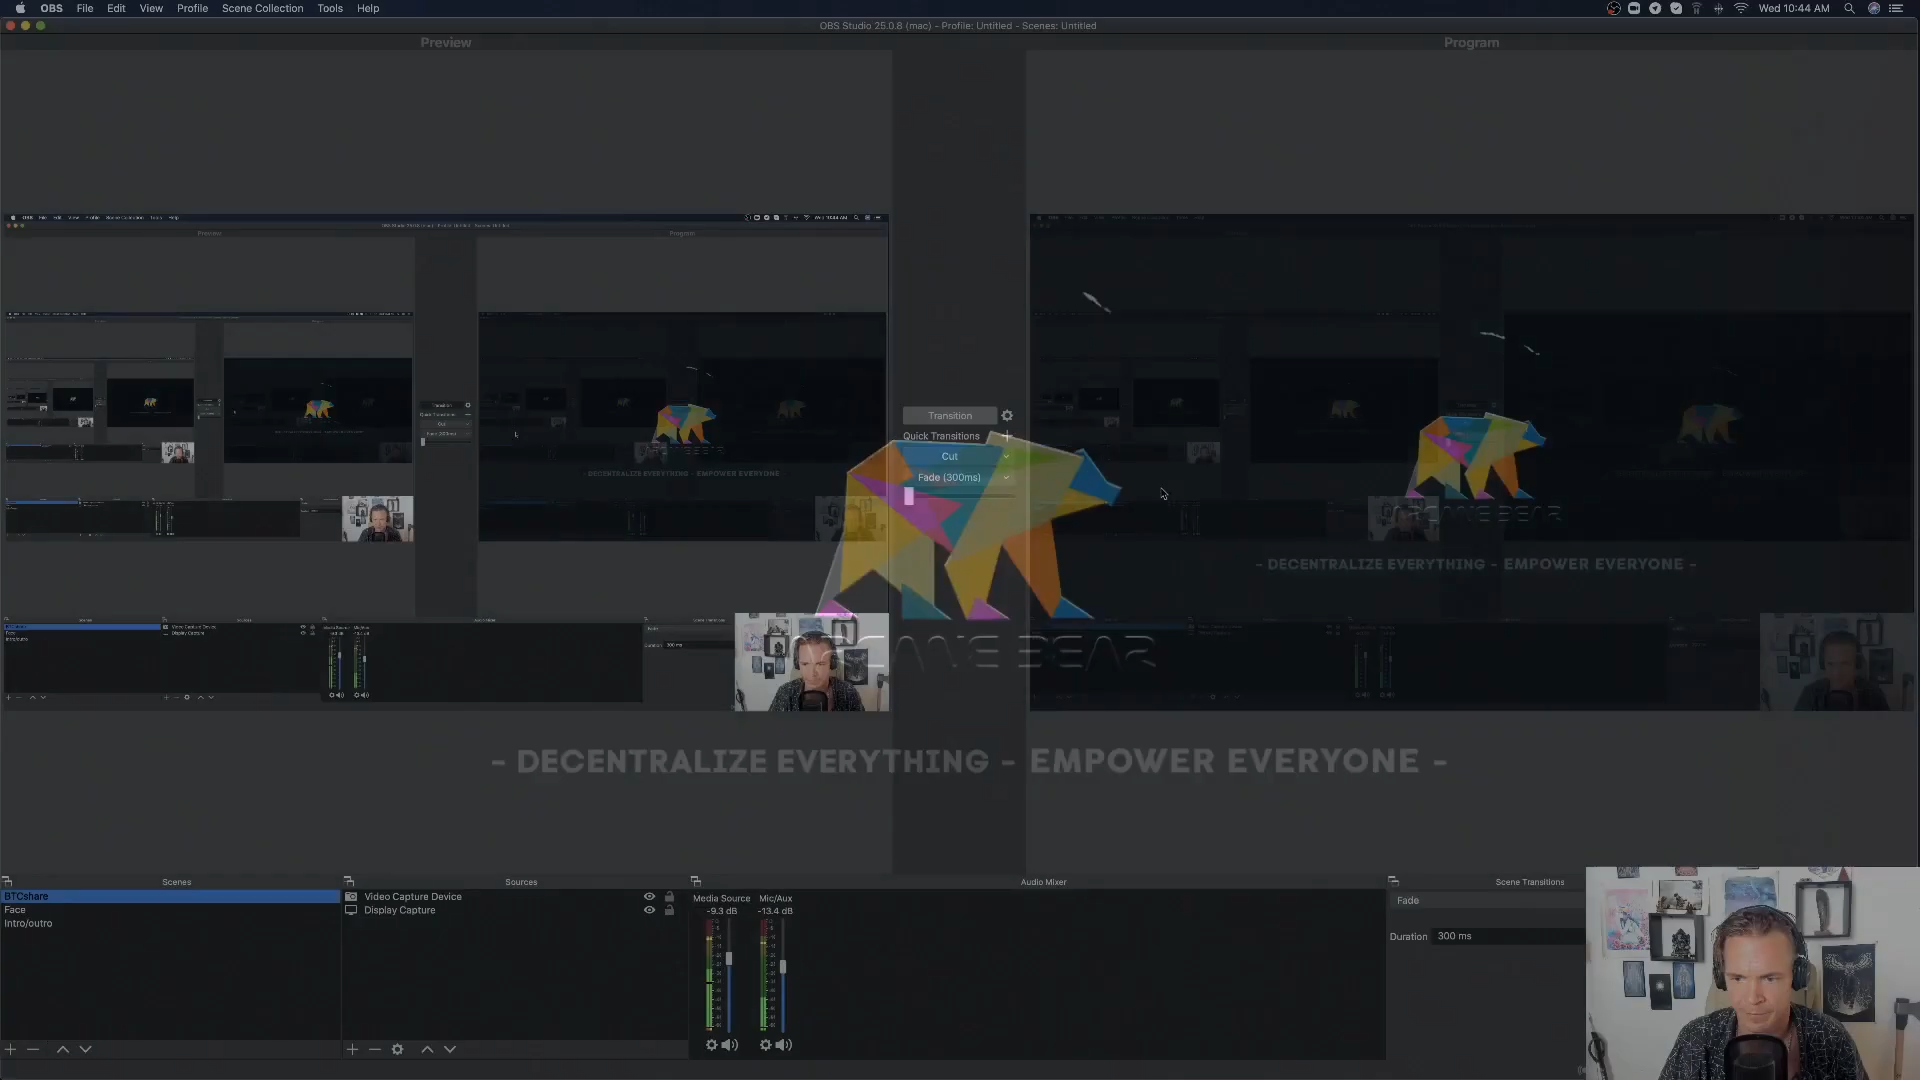 OBS File Edit View Profile Scene Collection Tools Help
Wed 10:44 AM
OBS Studio 25.0.8 (mac) - Profile: Untitled - Scenes: Untitled
Preview
Program
Transition
Quick Transitions
Cut
Fade (300ms)
ARCANE BEAR
- DECENTRALIZE EVERYTHING - EMPOWER EVERYONE -
- DECENTRALIZE EVERYTHING - EMPOWER EVERYONE -
Scenes
BTCshare
Face
Intro/outro
Sources
Video Capture Device
Display Capture
Audio Mixer
Media Source
-9.3 dB
Mic/Aux
-13.4 dB
Scene Transitions
Fade
Duration 300 ms